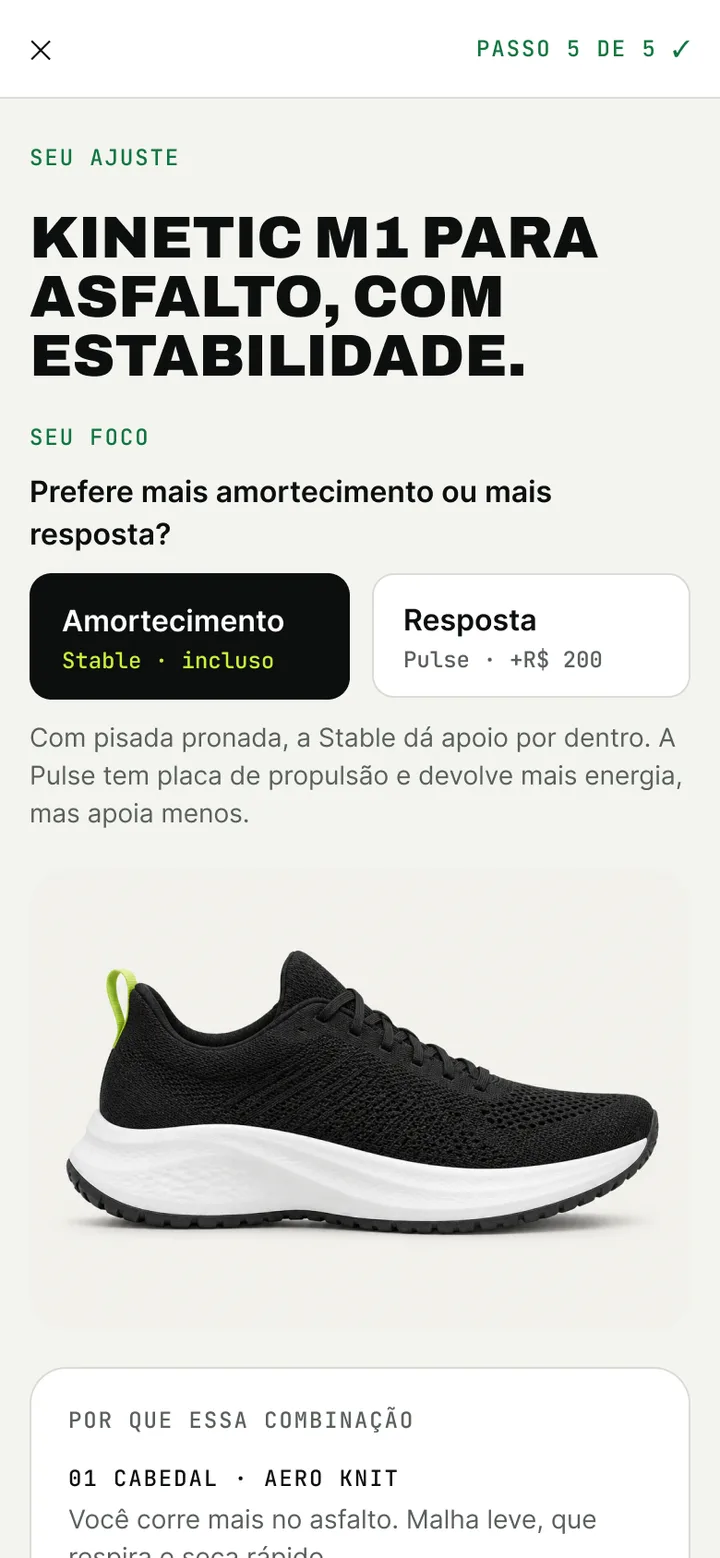 PASSO 5 DE 5 ✓
SEU AJUSTE
KINETIC M1 PARA
ASFALTO, COM
ESTABILIDADE.
SEU FOCO
Prefere mais amortecimento ou mais
resposta?
Amortecimento
Stable · incluso
Resposta
Pulse · +R$ 200
Com pisada pronada, a Stable dá apoio por dentro. A
Pulse tem placa de propulsão e devolve mais energia,
mas apoia menos.
POR QUE ESSA COMBINAÇÃO
01 CABEDAL · AERO KNIT
Você corre mais no asfalto. Malha leve, que
respira e seca rápido